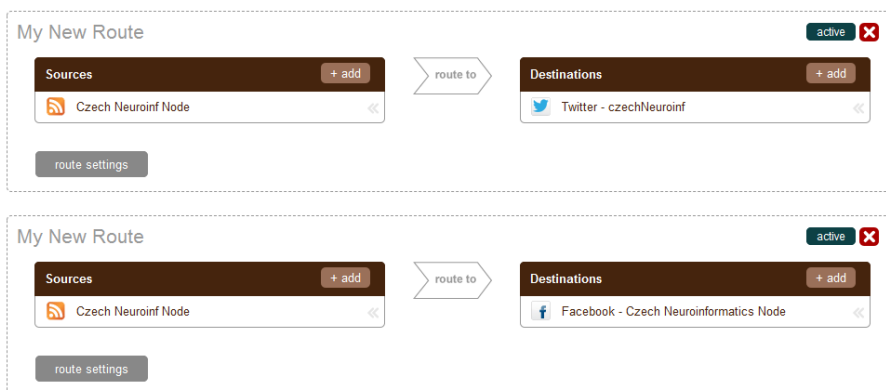 My New Route active
Sources + add route to Destinations + add
Czech Neuroinf Node Twitter - czechNeuroinf
route settings
My New Route active
Sources + add route to Destinations + add
Czech Neuroinf Node Facebook - Czech Neuroinformatics Node
route settings